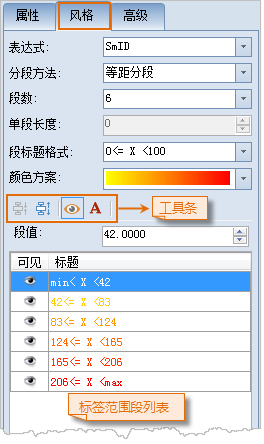 属性 风格 高级
表达式: SmID
分段方法: 等距分段
段数: 6
单段长度: 0
段标题格式: 0<= X <100
颜色方案:
A 工具条
段值: 42.0000
可见 标题
min< X <42
42<= X <83
83<= X <124
124<= X <165
165<= X <206
206<= X <max
标签范围段列表